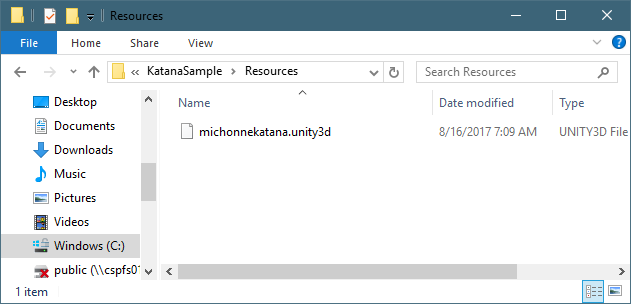 Resources
File Home Share View
« KatanaSample Resources Search Resources
Desktop
Documents
Downloads
Music
Pictures
Videos
Windows (C:)
public (\\cspfs0
Name Date modified Type
michonnekatana.unity3d 8/16/2017 7:09 AM UNITY3D File
1 item